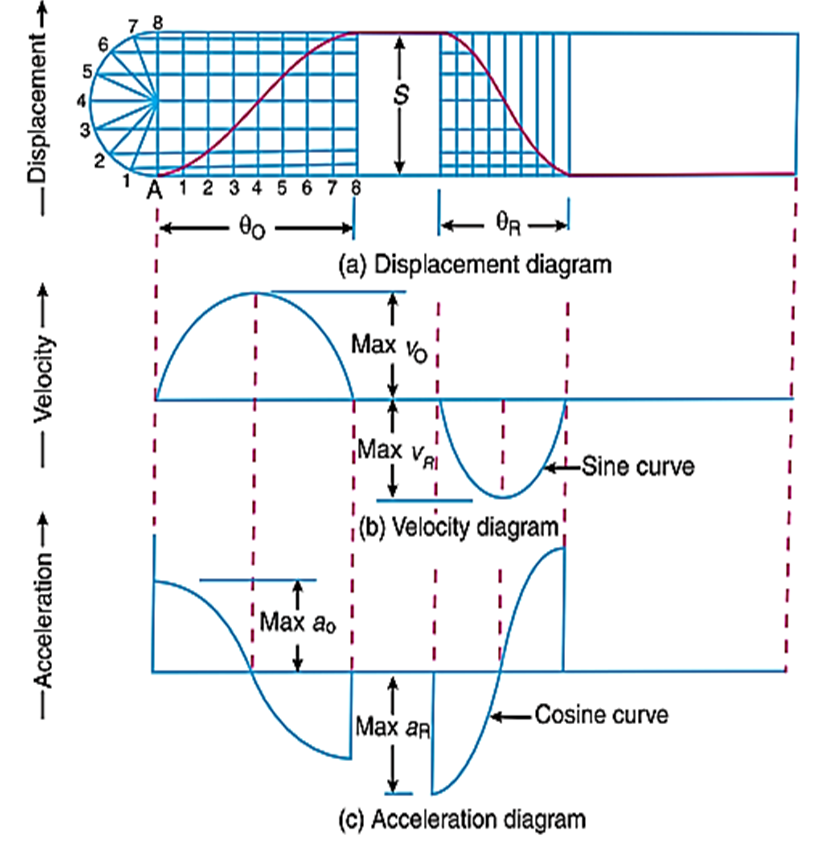 Displacement
7 8
6
5
4
3
2
1
A 1 2 3 4 5 6 7 8
S
θO
θR
(a) Displacement diagram
Velocity
Max vO
Max vR
Sine curve
(b) Velocity diagram
Acceleration
Max ao
Max aR
Cosine curve
(c) Acceleration diagram